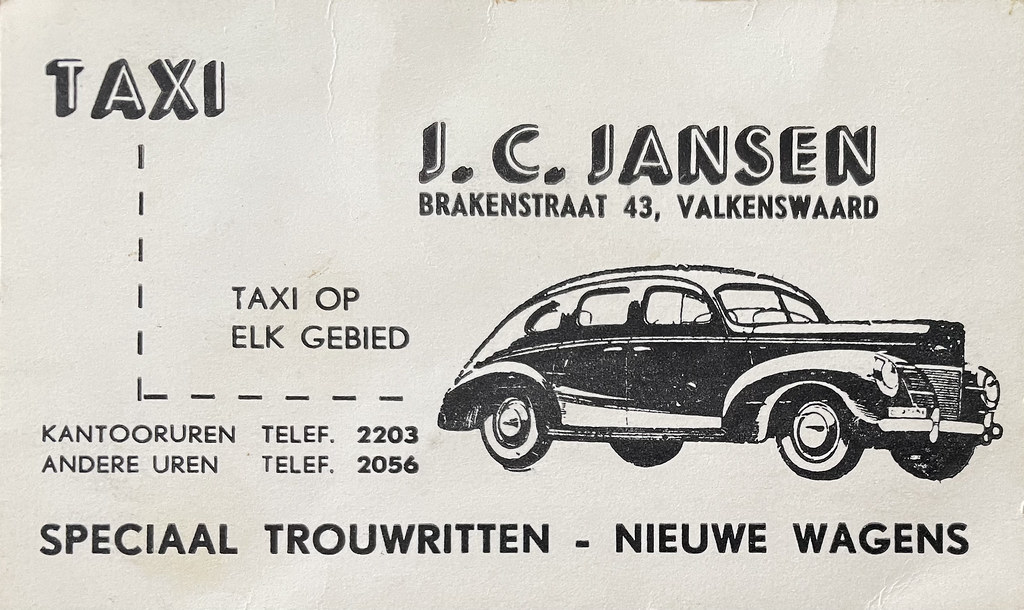 TAXI
J. C. JANSEN
BRAKENSTRAAT 43, VALKENSWAARD
TAXI OP
ELK GEBIED
KANTOORUREN TELEF. 2203
ANDERE UREN TELEF. 2056
SPECIAAL TROUWRITTEN - NIEUWE WAGENS